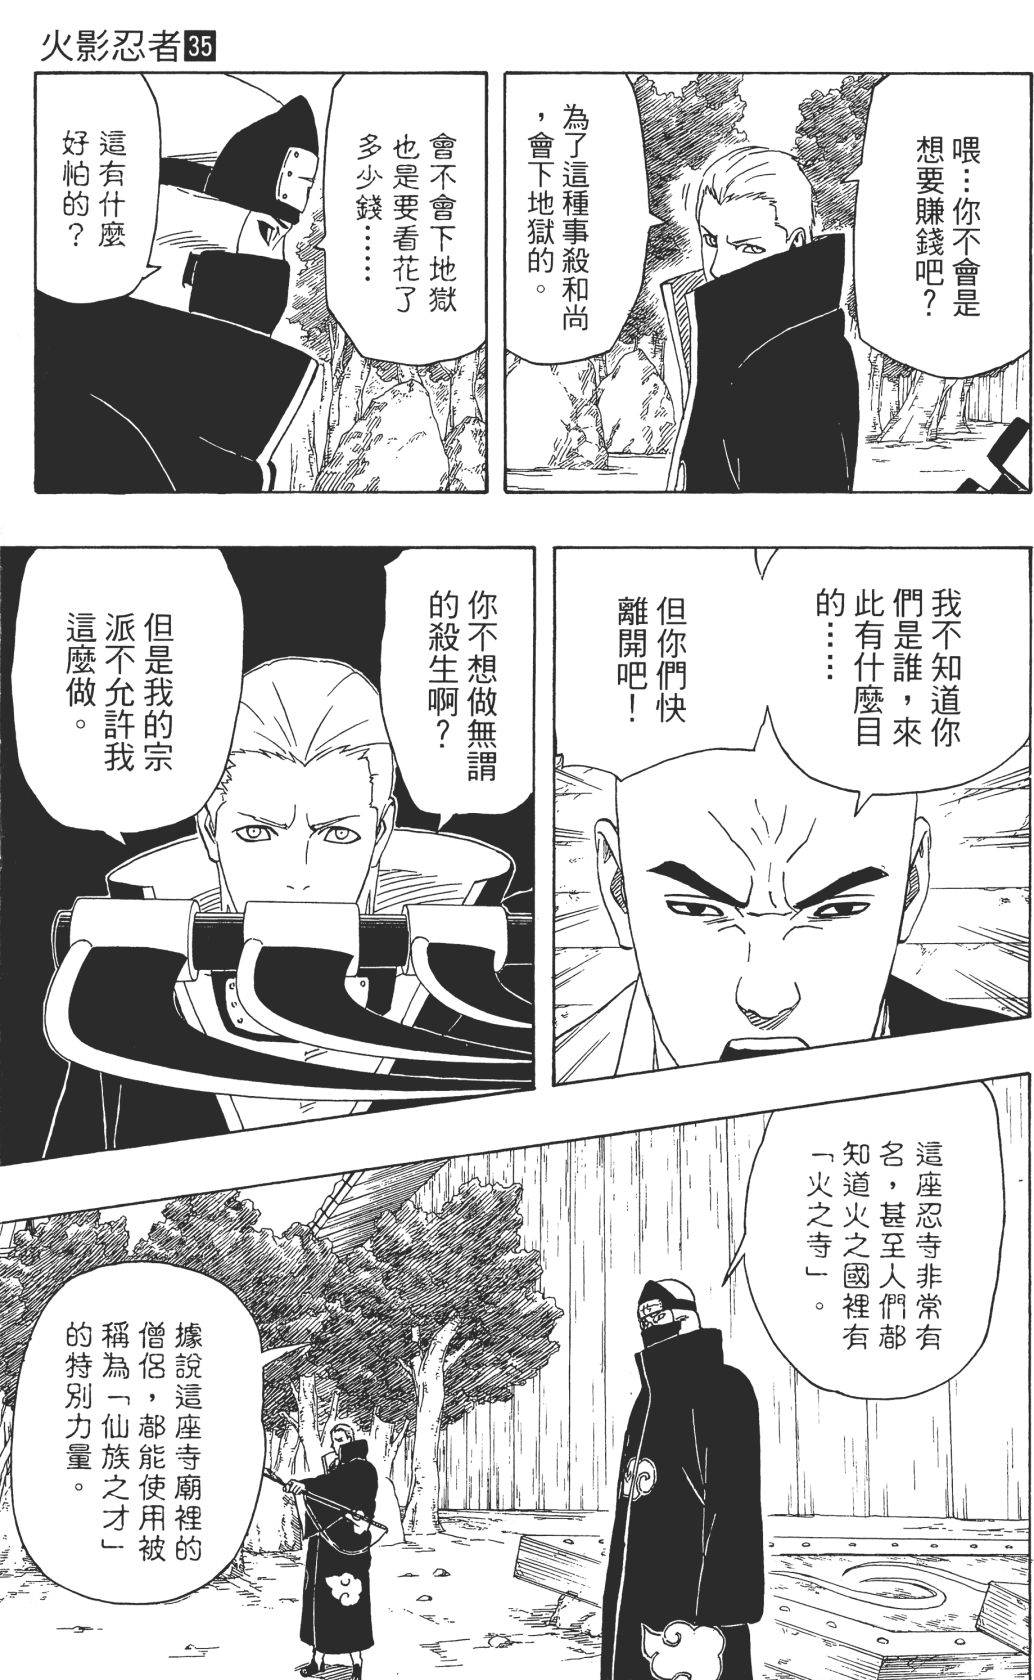 火影忍者35
喂…你不會是
想要賺錢吧？
為了這種事殺和尚
，會下地獄的。
會不會下地獄
也是要看花了
多少錢……
這有什麼
好怕的？
我不知道你
們是誰，來
此有什麼目
的……
但你們快
離開吧！
你不想做無謂
的殺生啊？
但是我的宗
派不允許我
這麼做。
這座忍寺非常有
名，甚至人們都
知道火之國裡有
「火之寺」。
據說這座寺廟裡的
僧侶，都能使用被
稱為「仙族之才」
的特別力量。